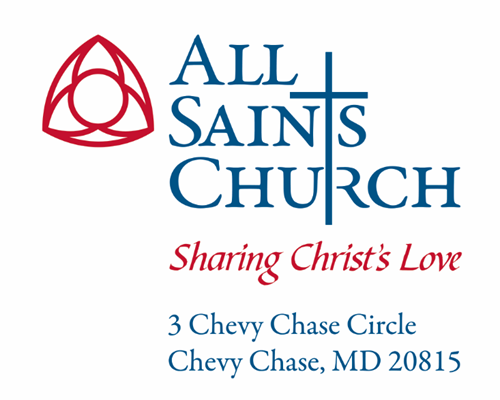 ALL
SAINTS
CHURCH
Sharing Christ's Love
3 Chevy Chase Circle
Chevy Chase, MD 20815